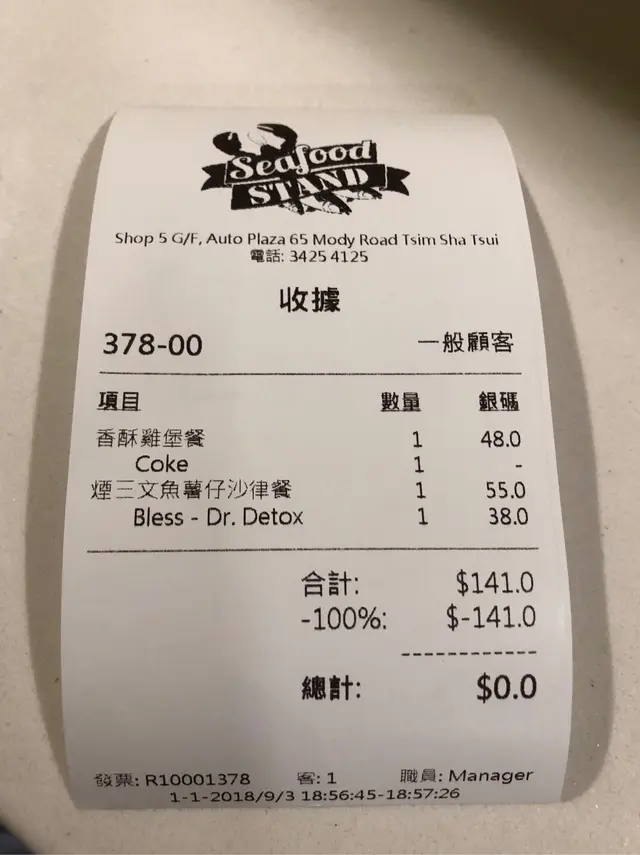 Seafood
STAND
Shop 5 G/F, Auto Plaza 65 Mody Road Tsim Sha Tsui
電話: 3425 4125
收據
378-00 一般顧客
項目 數量 銀碼
香酥雞堡餐 1 48.0
Coke 1 -
煙三文魚薯仔沙律餐 1 55.0
Bless - Dr. Detox 1 38.0
合計: $141.0
-100%: $-141.0
總計: $0.0
發票: R10001378 客: 1 職員: Manager
1-1-2018/9/3 18:56:45-18:57:26